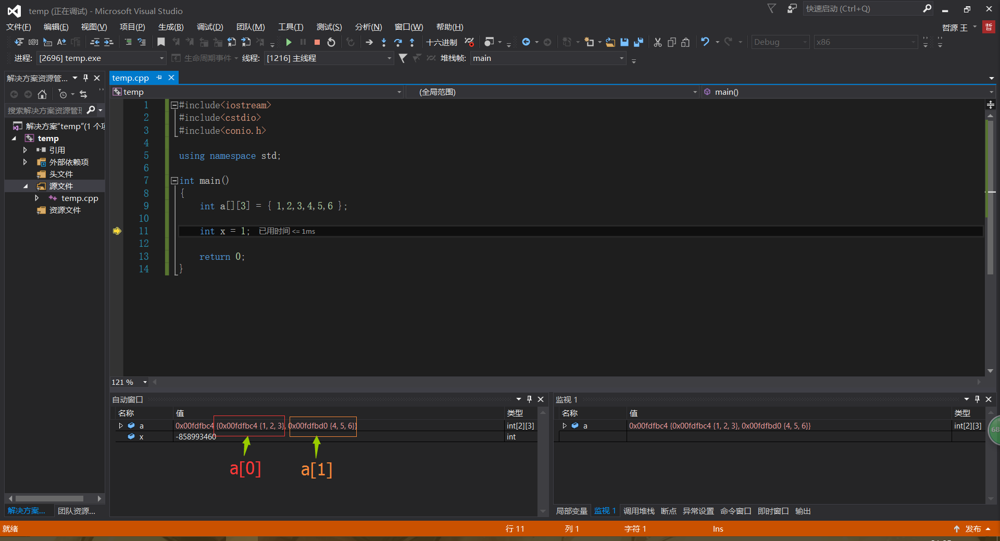 temp (正在调试) - Microsoft Visual Studio
快速启动 (Ctrl+Q)
文件(F) 编辑(E) 视图(V) 项目(P) 生成(B) 调试(D) 团队(M) 工具(T) 测试(S) 分析(N) 窗口(W) 帮助(H)
哲源 王 哲
十六进制 Debug x86
进程: [2696] temp.exe 生命周期事件 线程: [1216] 主线程 堆栈帧: main
解决方案资源管...
temp.cpp
temp (全局范围) main()
搜索解决方案资源管理
解决方案"temp"(1 个项
temp
引用
外部依赖项
头文件
源文件
temp.cpp
资源文件
1 #include<iostream>
2 #include<cstdio>
3 #include<conio.h>
4
5 using namespace std;
6
7 int main()
8 {
9 int a[][3] = { 1,2,3,4,5,6 };
10
11 int x = 1; 已用时间 <= 1ms
12
13 return 0;
14 }
121 %
自动窗口
名称 值 类型
a 0x00fdfbc4 {0x00fdfbc4 {1, 2, 3}, 0x00fdfbd0 {4, 5, 6}} int[2][3]
x -858993460 int
a[0] a[1]
监视 1
名称 值 类型
a 0x00fdfbc4 {0x00fdfbc4 {1, 2, 3}, 0x00fdfbd0 {4, 5, 6}} int[2][3]
68
解决方案... 团队资源...
局部变量 监视 1 调用堆栈 断点 异常设置 命令窗口 即时窗口 输出
就绪 行 11 列 1 字符 1 Ins 发布